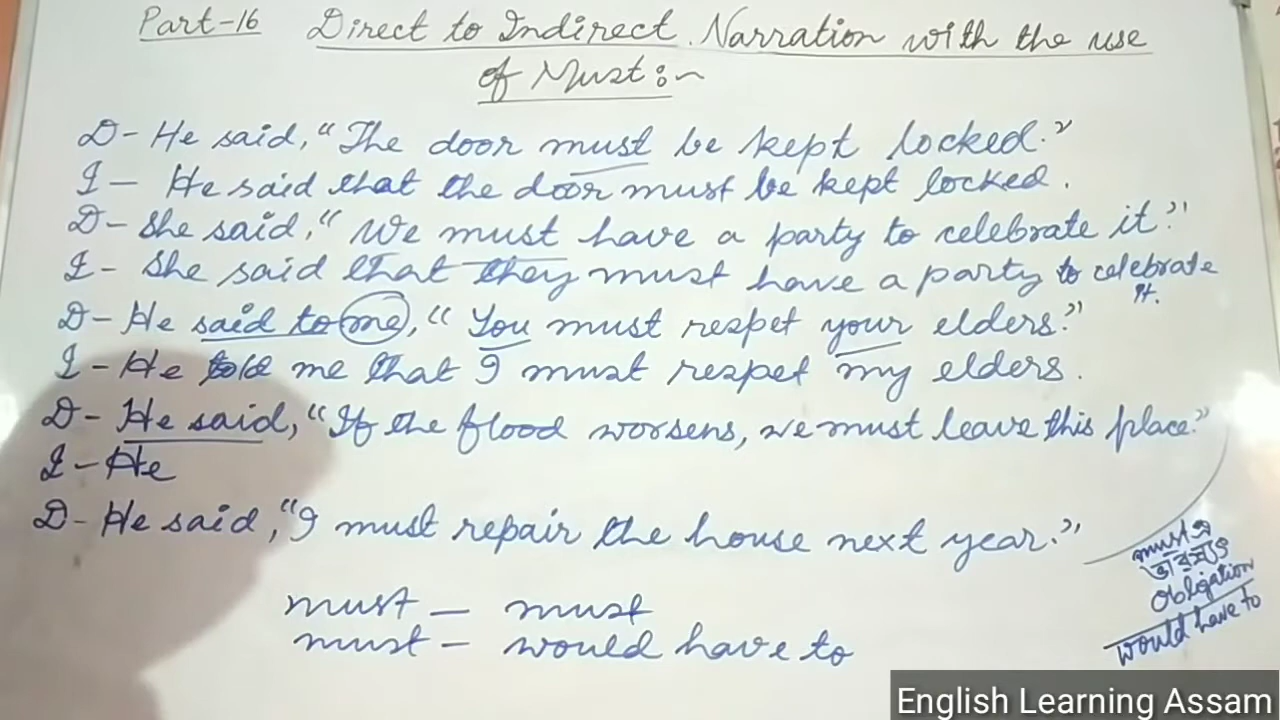 Part-16 Direct to Indirect Narration with the use
of Must:~
D- He said, "The door must be kept locked."
I- He said that the door must be kept locked.
D- She said, "We must have a party to celebrate it."
I- She said that they must have a party to celebrate
it.
D- He said to me, "You must respet your elders."
I- He told me that I must respet my elders.
D- He said, "If the flood worsens, we must leave this place."
I- He
D- He said, "I must repair the house next year."
must - must
must - would have to
must এ
ভৱিষ্যৎ
obligation
would have to
English Learning Assam